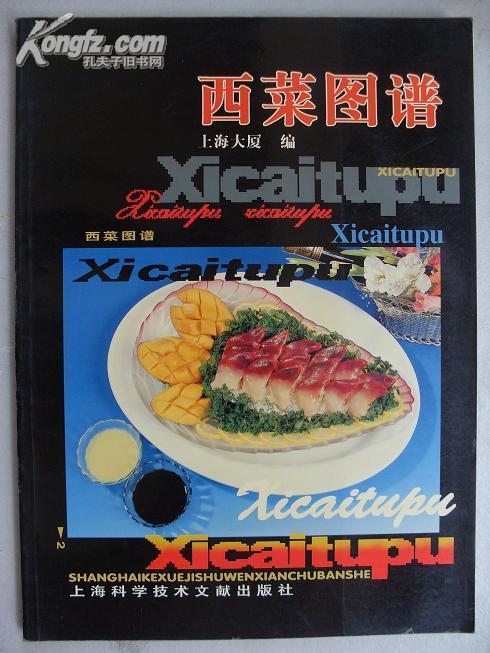 Kongfz.com
孔夫子旧书网
西菜图谱
上海大厦 编
Xicaitupu
XICAITUPU
Xicaitupu xicaitupu
Xicaitupu
西菜图谱
Xicaitupu
Xicaitupu
2
Xicaitupu
SHANGHAIKEXUEJISHUWENXIANCHUBANSHE
上海科学技术文献出版社